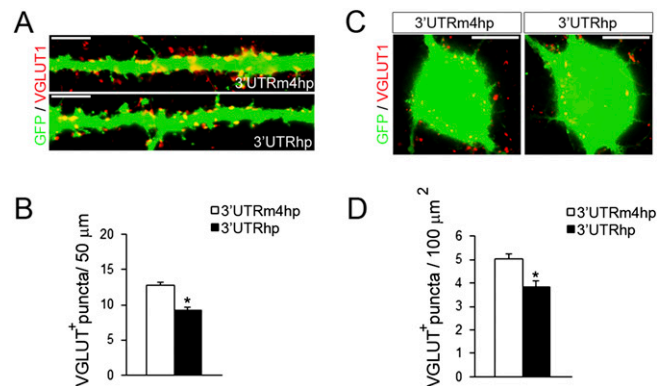 A
GFP / VGLUT1
3'UTRm4hp
3'UTRhp
B
3'UTRm4hp
3'UTRhp
VGLUT+ puncta/ 50 μm
20
15
10
5
0
*
C
GFP / VGLUT1
3'UTRm4hp
3'UTRhp
D
3'UTRm4hp
3'UTRhp
VGLUT+ puncta / 100 μm2
6
5
4
3
2
1
0
*